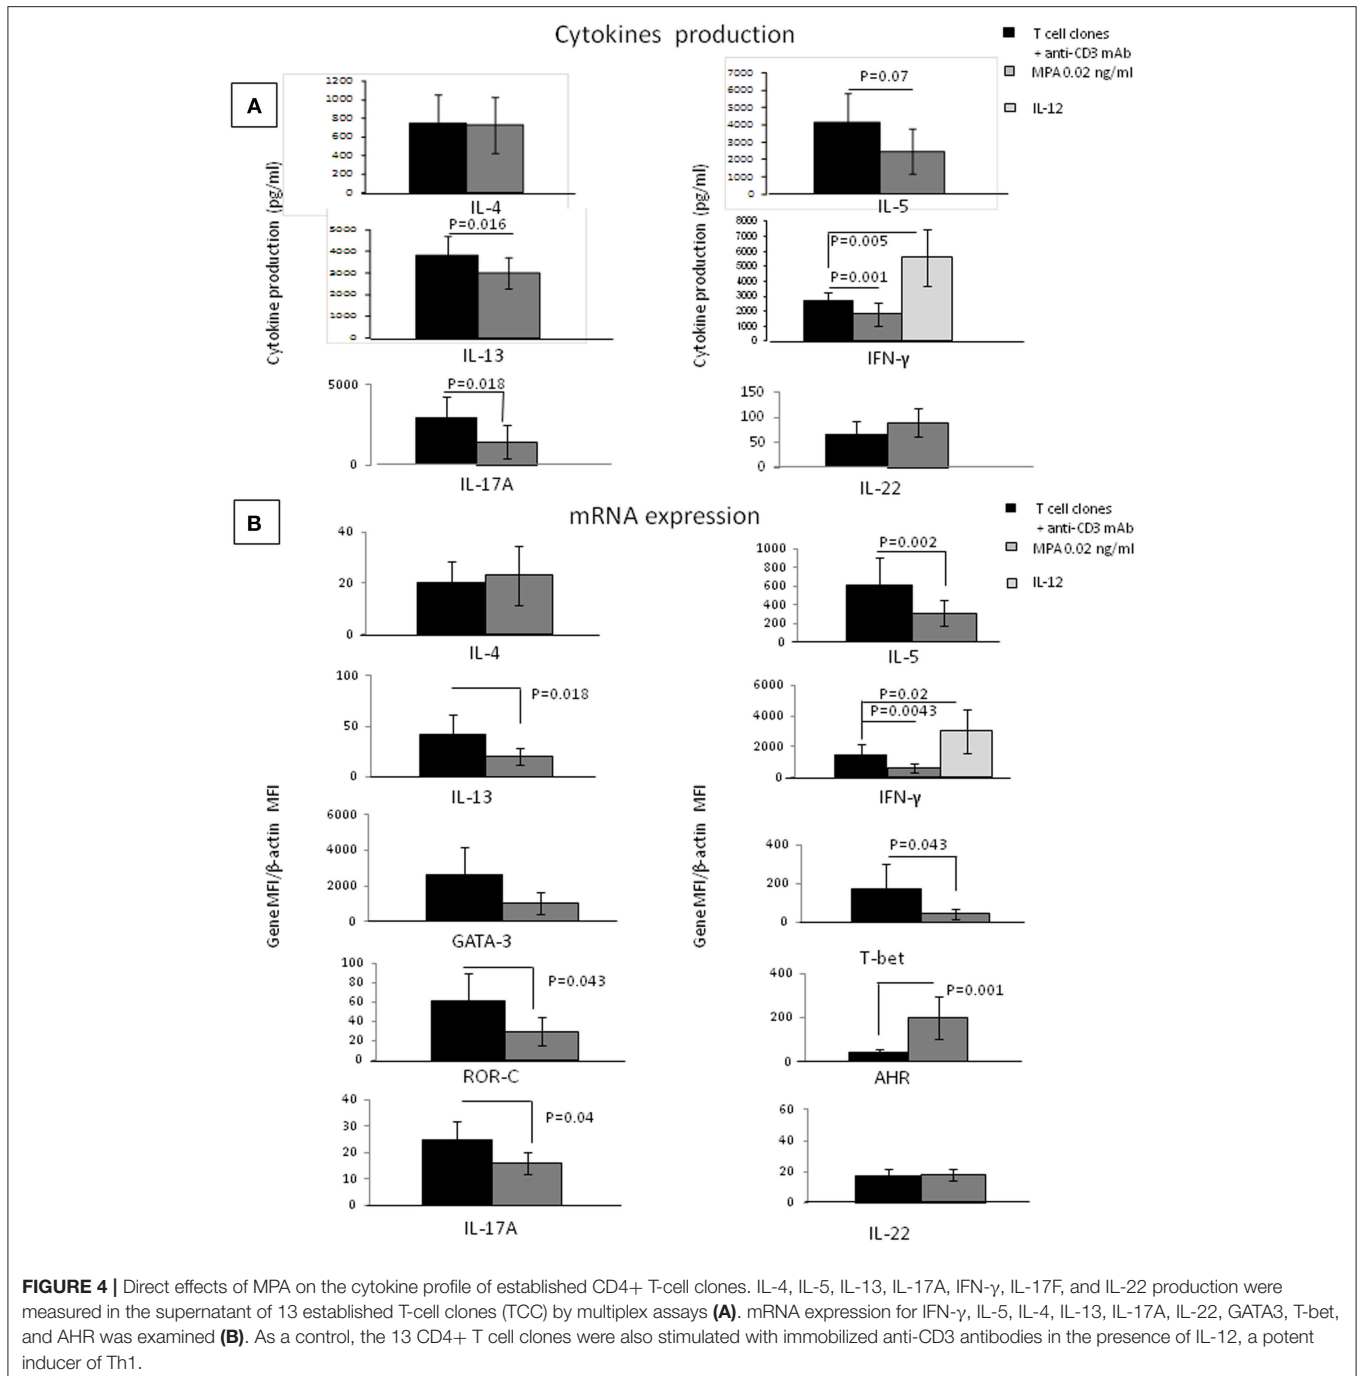 Cytokines production
T cell clones
+ anti-CD3 mAb
MPA 0.02 ng/ml
IL-12
A
Cytokine production (pg/ml)
1200
1000
800
600
400
200
0
IL-4
Cytokine production (pg/ml)
7000
6000
5000
4000
3000
2000
1000
0
P=0.07
IL-5
5000
4000
3000
2000
1000
0
P=0.016
IL-13
8000
7000
6000
5000
4000
3000
2000
1000
0
P=0.005
P=0.001
IFN-γ
5000
0
P=0.018
IL-17A
150
100
50
0
IL-22
B
mRNA expression
T cell clones
+ anti-CD3 mAb
MPA 0.02 ng/ml
IL-12
Gene MFI/β-actin MFI
40
20
0
IL-4
Gene MFI/β-actin MFI
1000
800
600
400
200
0
P=0.002
IL-5
100
50
0
P=0.018
IL-13
6000
4000
2000
0
P=0.02
P=0.0043
IFN-γ
6000
4000
2000
0
GATA-3
400
200
0
P=0.043
T-bet
100
80
60
40
20
0
P=0.043
ROR-C
400
200
0
P=0.001
AHR
40
30
20
10
0
P=0.04
IL-17A
60
40
20
0
IL-22
FIGURE 4 | Direct effects of MPA on the cytokine profile of established CD4+ T-cell clones. IL-4, IL-5, IL-13, IL-17A, IFN-γ, IL-17F, and IL-22 production were
measured in the supernatant of 13 established T-cell clones (TCC) by multiplex assays (A). mRNA expression for IFN-γ, IL-5, IL-4, IL-13, IL-17A, IL-22, GATA3, T-bet,
and AHR was examined (B). As a control, the 13 CD4+ T cell clones were also stimulated with immobilized anti-CD3 antibodies in the presence of IL-12, a potent
inducer of Th1.